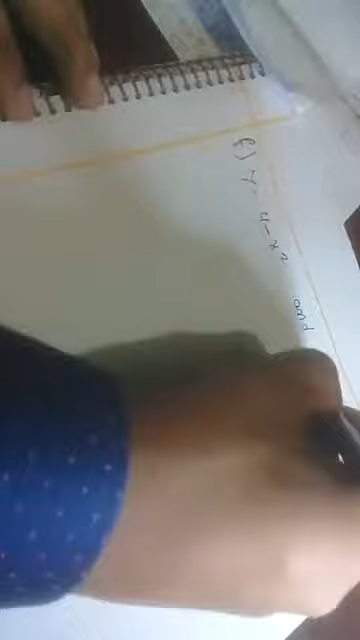 f) y = 4 - x² and